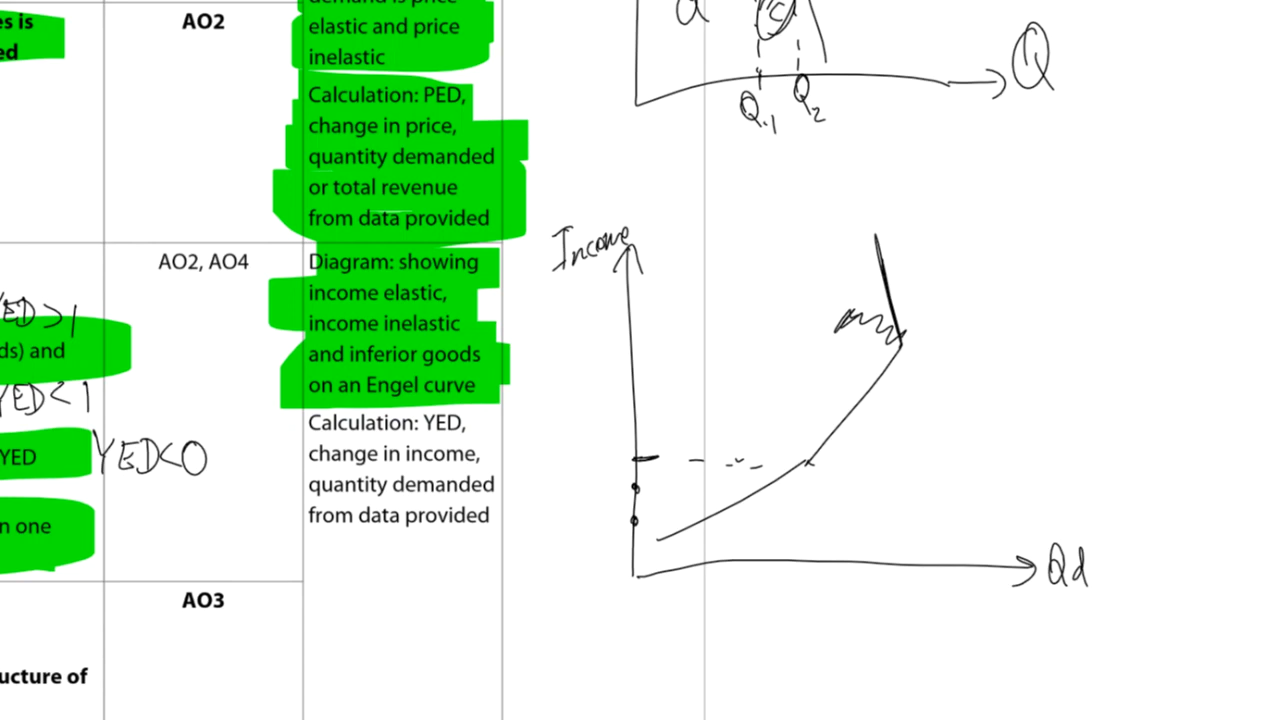 es is
ed
AO2
demand is price
elastic and price
inelastic
Calculation: PED,
change in price,
quantity demanded
or total revenue
from data provided
AO2, AO4
Diagram: showing
income elastic,
income inelastic
and inferior goods
on an Engel curve
Calculation: YED,
change in income,
quantity demanded
from data provided
YED>1
ds) and
YED<1
YED
YED<0
n one
AO3
ucture of
a
c
Q
Q1
Q2
Income
Qd